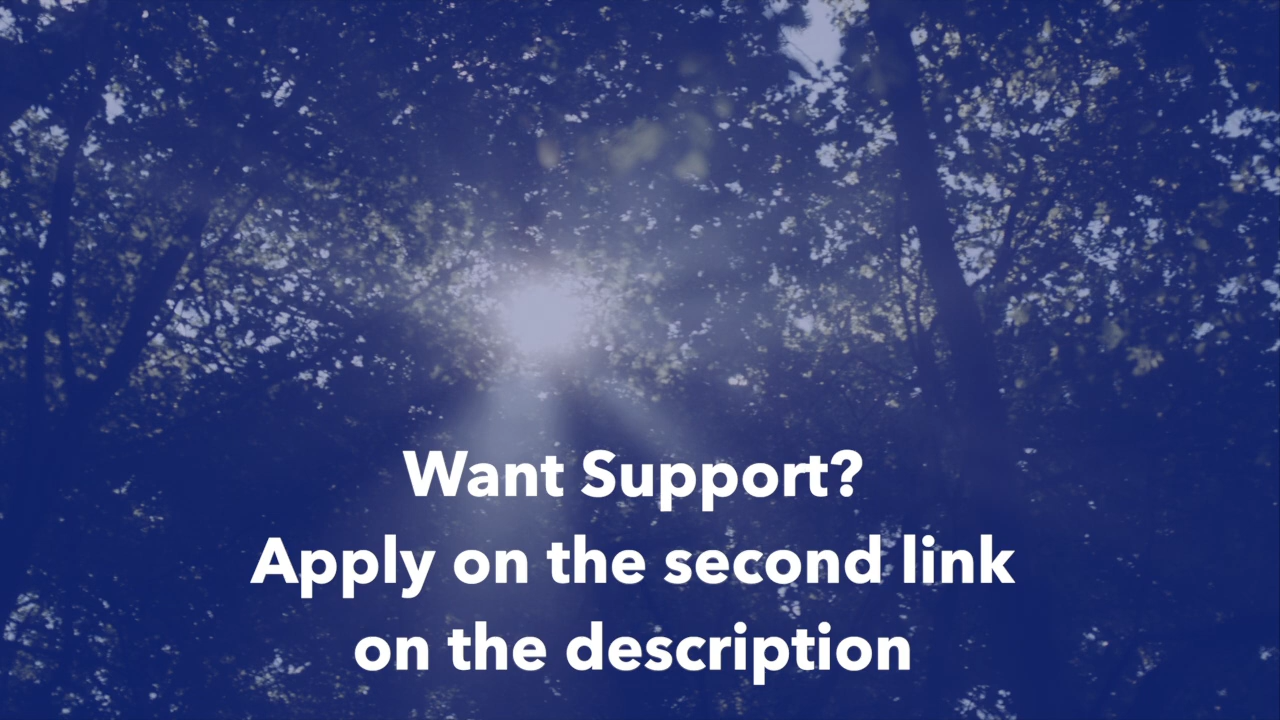 Want Support?
Apply on the second link
on the description